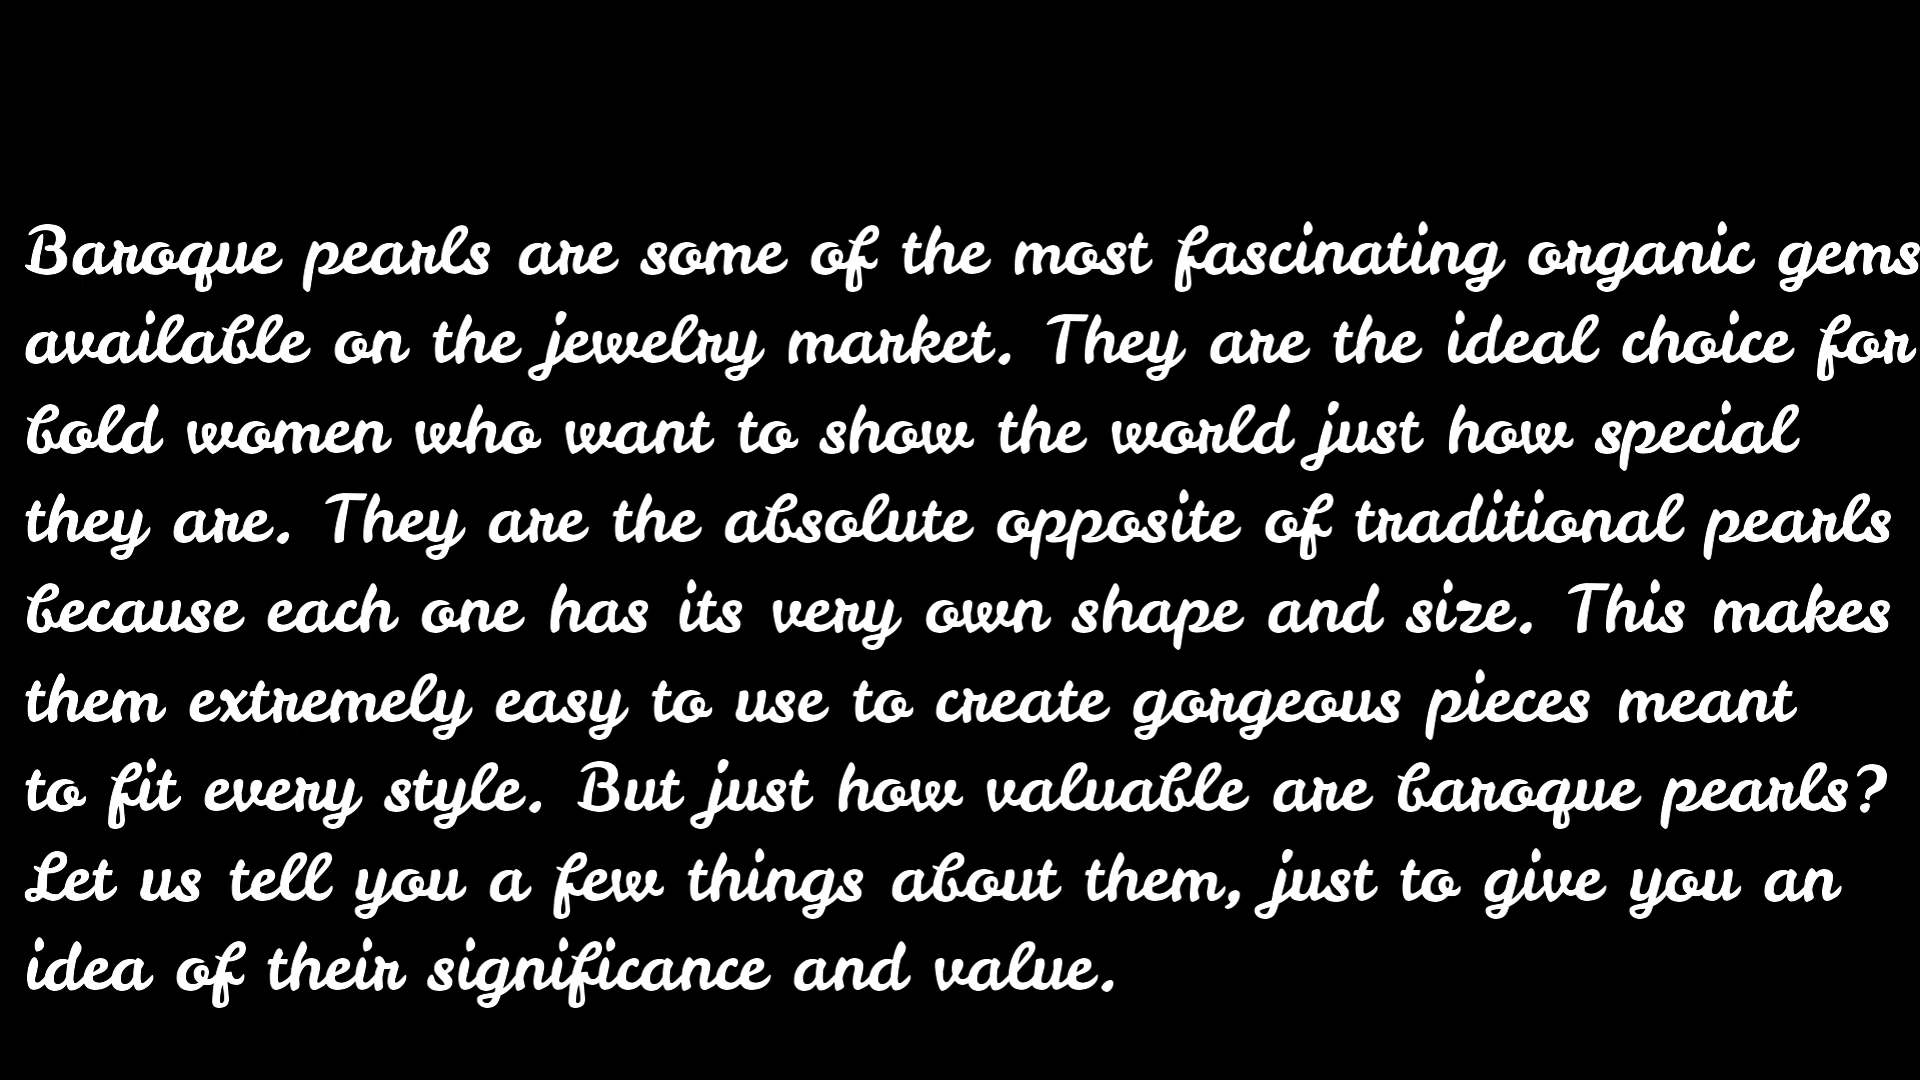 Baroque pearls are some of the most fascinating organic gems
available on the jewelry market. They are the ideal choice for
bold women who want to show the world just how special
they are. They are the absolute opposite of traditional pearls
because each one has its very own shape and size. This makes
them extremely easy to use to create gorgeous pieces meant
to fit every style. But just how valuable are baroque pearls?
Let us tell you a few things about them, just to give you an
idea of their significance and value.